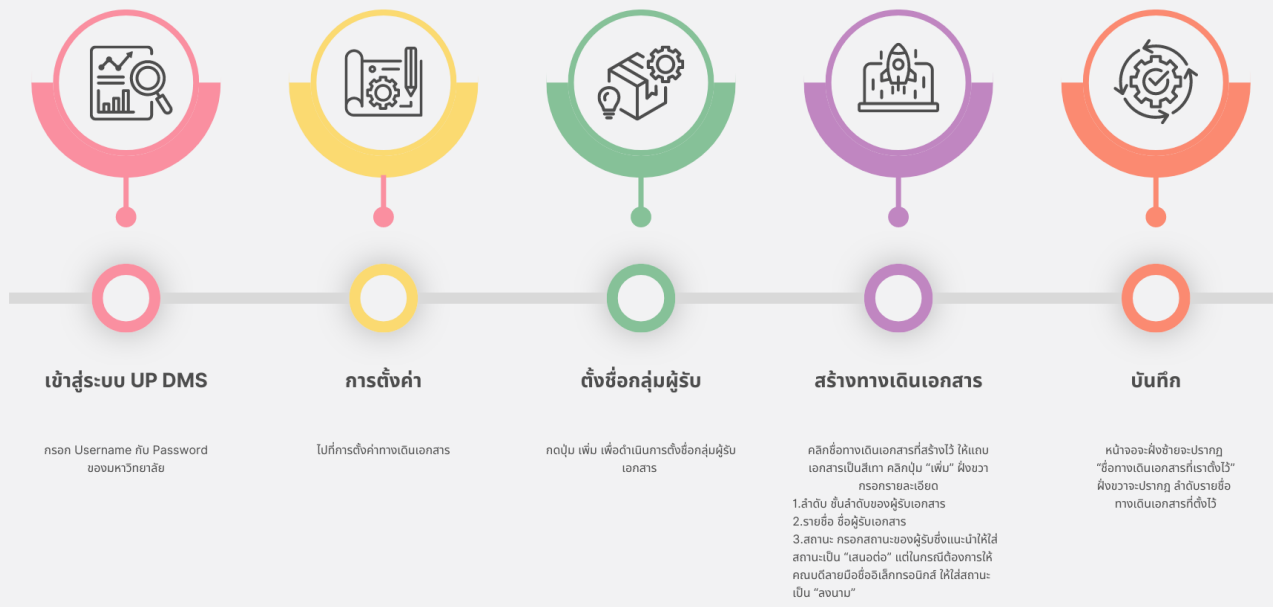 เข้าสู่ระบบ UP DMS
กรอก Username กับ Password
ของมหาวิทยาลัย
การตั้งค่า
ไปที่การตั้งค่าทางเดินเอกสาร
ตั้งชื่อกลุ่มผู้รับ
กดปุ่ม เพิ่ม เพื่อดำเนินการตั้งชื่อกลุ่มผู้รับ
เอกสาร
สร้างทางเดินเอกสาร
คลิกชื่อทางเดินเอกสารที่สร้างไว้ ให้แถบ
เอกสารเป็นสีเทา คลิกปุ่ม “เพิ่ม” ฝั่งขวา
กรอกรายละเอียด
1.ลำดับ ชั้นลำดับของผู้รับเอกสาร
2.รายชื่อ ชื่อผู้รับเอกสาร
3.สถานะ กรอกสถานะของผู้รับซึ่งแนะนำให้ใส่
สถานะเป็น “เสนอต่อ” แต่ในกรณีต้องการให้
คณบดีลายมือชื่ออิเล็กทรอนิกส์ ให้ใส่สถานะ
เป็น “ลงนาม”
บันทึก
หน้าจอจะฝั่งซ้ายจะปรากฏ
“ชื่อทางเดินเอกสารที่เราตั้งไว้”
ฝั่งขวาจะปรากฏ ลำดับรายชื่อ
ทางเดินเอกสารที่ตั้งไว้